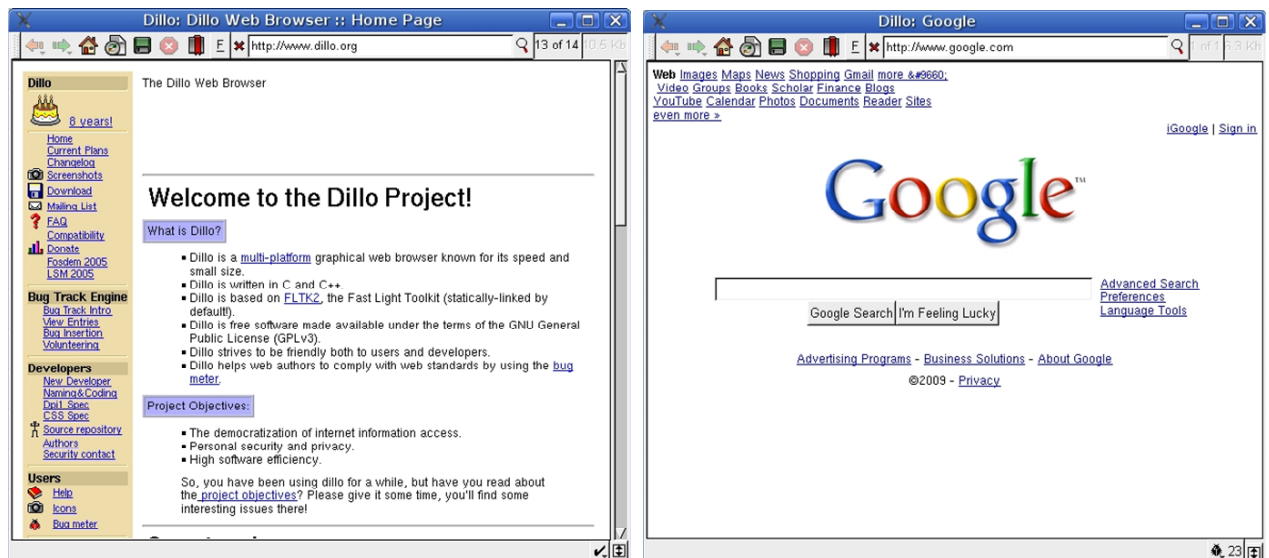 Dillo: Dillo Web Browser :: Home Page
F http://www.dillo.org 13 of 14 10.5 Kb
Dillo
8 years!
Home
Current Plans
Changelog
Screenshots
Download
Mailing List
FAQ
Compatibility
Donate
Fosdem 2005
LSM 2005
Bug Track Engine
Bug Track Intro
View Entries
Bug Insertion
Volunteering
Developers
New Developer
Naming&Coding
Dpi1 Spec
CSS Spec
Source repository
Authors
Security contact
Users
Help
Icons
Bug meter
The Dillo Web Browser
Welcome to the Dillo Project!
What is Dillo?
▪ Dillo is a multi-platform graphical web browser known for its speed and
small size.
▪ Dillo is written in C and C++.
▪ Dillo is based on FLTK2, the Fast Light Toolkit (statically-linked by
default!).
▪ Dillo is free software made available under the terms of the GNU General
Public License (GPLv3).
▪ Dillo strives to be friendly both to users and developers.
▪ Dillo helps web authors to comply with web standards by using the bug
meter.
Project Objectives:
▪ The democratization of internet information access.
▪ Personal security and privacy.
▪ High software efficiency.
So, you have been using dillo for a while, but have you read about
the project objectives? Please give it some time, you'll find some
interesting issues there!
Dillo: Google
F http://www.google.com 1 of 1 6.3 Kb
Web Images Maps News Shopping Gmail more &#9660;
Video Groups Books Scholar Finance Blogs
YouTube Calendar Photos Documents Reader Sites
even more »
iGoogle | Sign in
Google™
Advanced Search
Preferences
Language Tools
Google Search I'm Feeling Lucky
Advertising Programs - Business Solutions - About Google
©2009 - Privacy
23